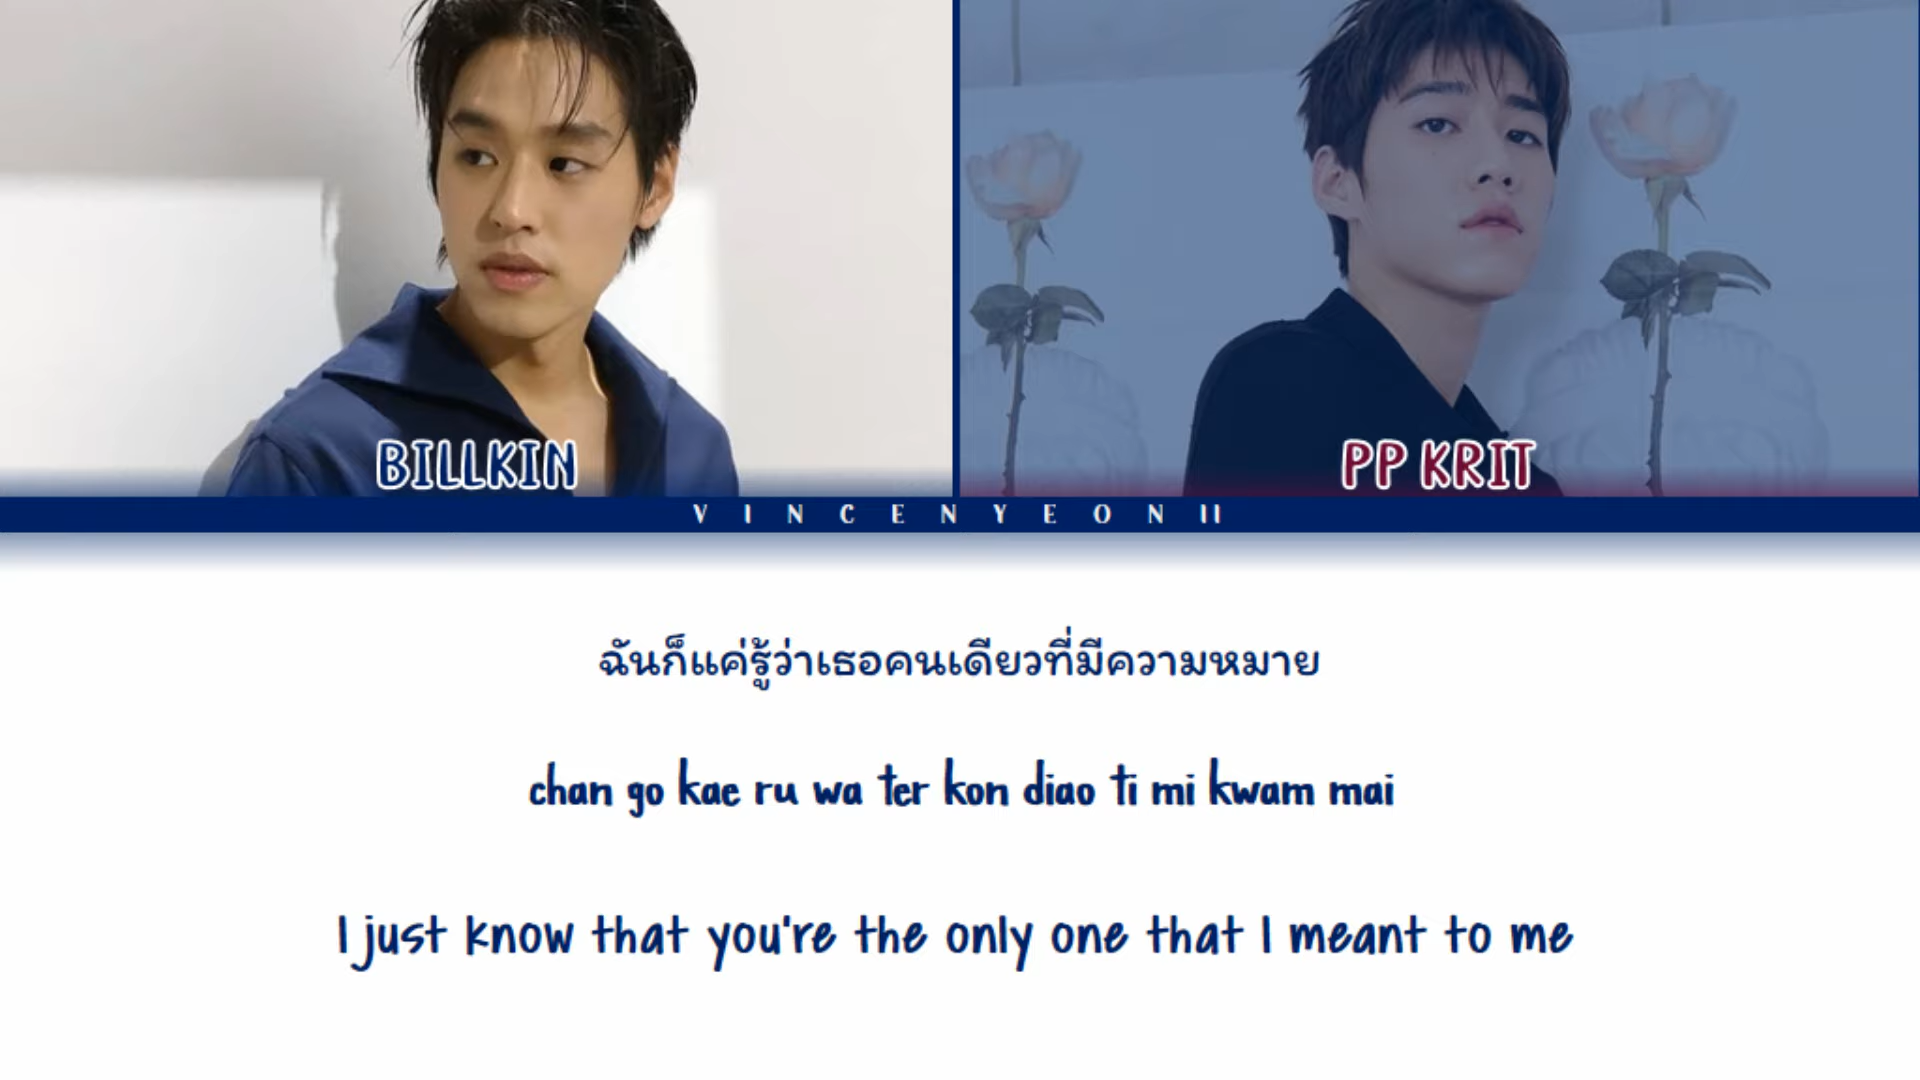 BILLKIN
PP KRIT
VINCENYEONII
ฉันก็แค่รู้ว่าเธอคนเดียวที่มีความหมาย
chan go kae ru wa ter kon diao ti mi kwam mai
I just know that you're the only one that I meant to me